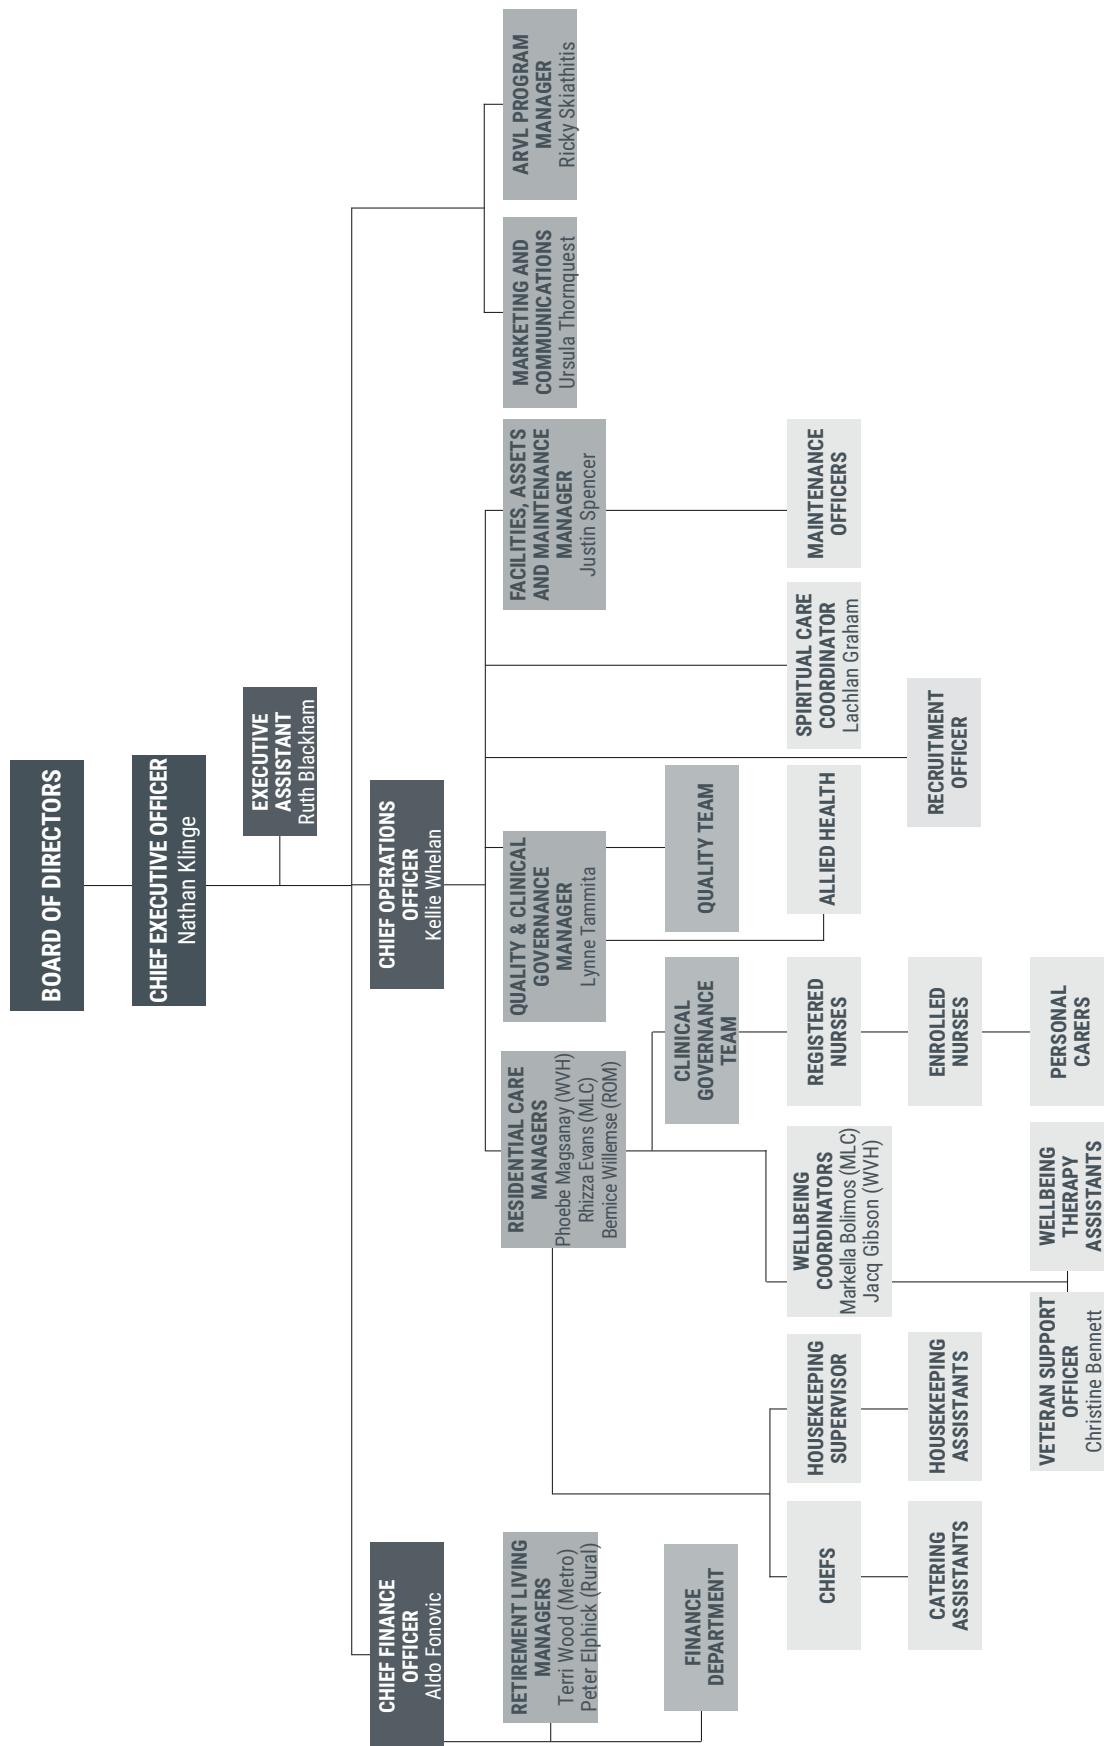 BOARD OF DIRECTORS
CHIEF EXECUTIVE OFFICER
Nathan Klinge
EXECUTIVE
ASSISTANT
Ruth Blackham
CHIEF FINANCE
OFFICER
Aldo Fonovic
CHIEF OPERATIONS
OFFICER
Kellie Whelan
RETIREMENT LIVING
MANAGERS
Terri Wood (Metro)
Peter Elphick (Rural)
RESIDENTIAL CARE
MANAGERS
Phoebe Magsanay (WVH)
Rhizza Evans (MLC)
Bernice Willemse (ROM)
QUALITY & CLINICAL
GOVERNANCE
MANAGER
Lynne Tammita
FACILITIES, ASSETS
AND MAINTENANCE
MANAGER
Justin Spencer
MARKETING AND
COMMUNICATIONS
Ursula Thornquest
ARVL PROGRAM
MANAGER
Ricky Skiathitis
FINANCE
DEPARTMENT
CLINICAL
GOVERNANCE
TEAM
QUALITY TEAM
CHEFS
HOUSEKEEPING
SUPERVISOR
WELLBEING
COORDINATORS
Markella Bolimos (MLC)
Jacq Gibson (WVH)
REGISTERED
NURSES
ALLIED HEALTH
SPIRITUAL CARE
COORDINATOR
Lachlan Graham
MAINTENANCE
OFFICERS
CATERING
ASSISTANTS
HOUSEKEEPING
ASSISTANTS
ENROLLED
NURSES
RECRUITMENT
OFFICER
VETERAN SUPPORT
OFFICER
Christine Bennett
WELLBEING
THERAPY
ASSISTANTS
PERSONAL
CARERS